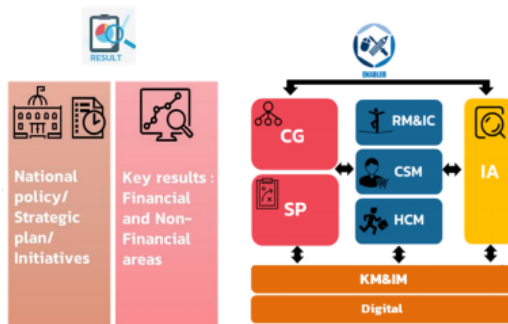 RESULT
National
policy/
Strategic
plan/
Initiatives
Key results :
Financial
and Non-
Financial
areas
ENABLER
CG
SP
RM&IC
CSM
HCM
IA
KM&IM
Digital